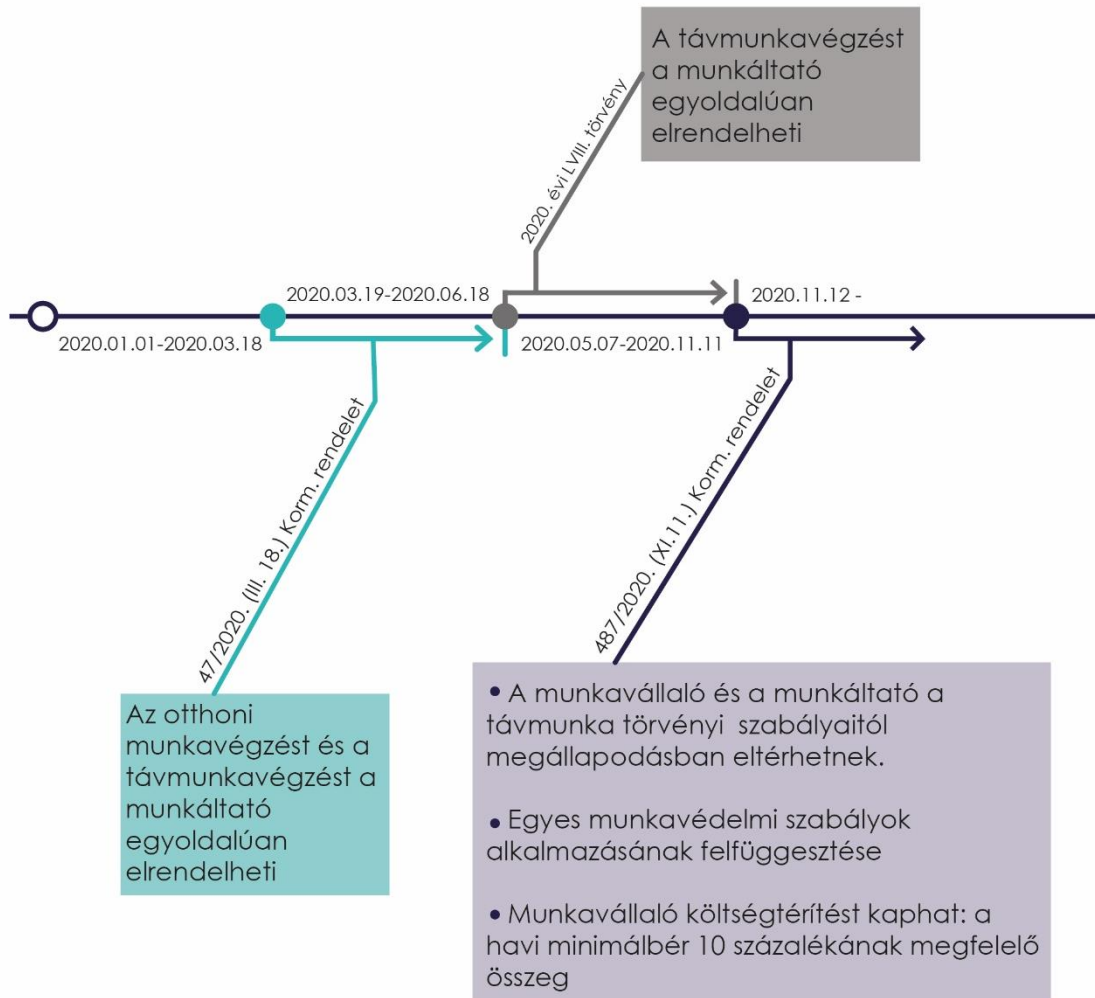 A távmunkavégzést
a munkáltató
egyoldalúan
elrendelheti
2020. évi LVIII. törvény
2020.03.19-2020.06.18
2020.11.12 -
2020.01.01-2020.03.18
2020.05.07-2020.11.11
47/2020. (III. 18.) Korm. rendelet
487/2020. (XI.11.) Korm. rendelet
Az otthoni
munkavégzést és a
távmunkavégzést a
munkáltató
egyoldalúan
elrendelheti
• A munkavállaló és a munkáltató a
távmunka törvényi szabályaitól
megállapodásban eltérhetnek.
• Egyes munkavédelmi szabályok
alkalmazásának felfüggesztése
• Munkavállaló költségtérítést kaphat: a
havi minimálbér 10 százalékának megfelelő
összeg